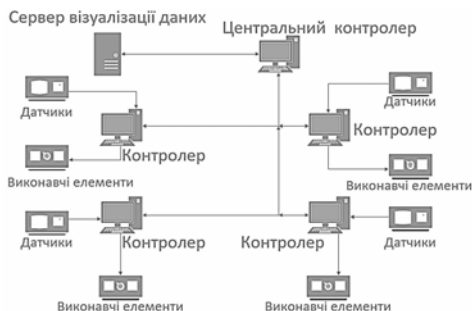 Сервер візуалізації даних
Центральний контролер
Датчики
Датчики
Контролер
Контролер
Виконавчі елементи
Виконавчі елементи
Датчики
Контролер
Контролер
Датчики
Виконавчі елементи
Виконавчі елементи